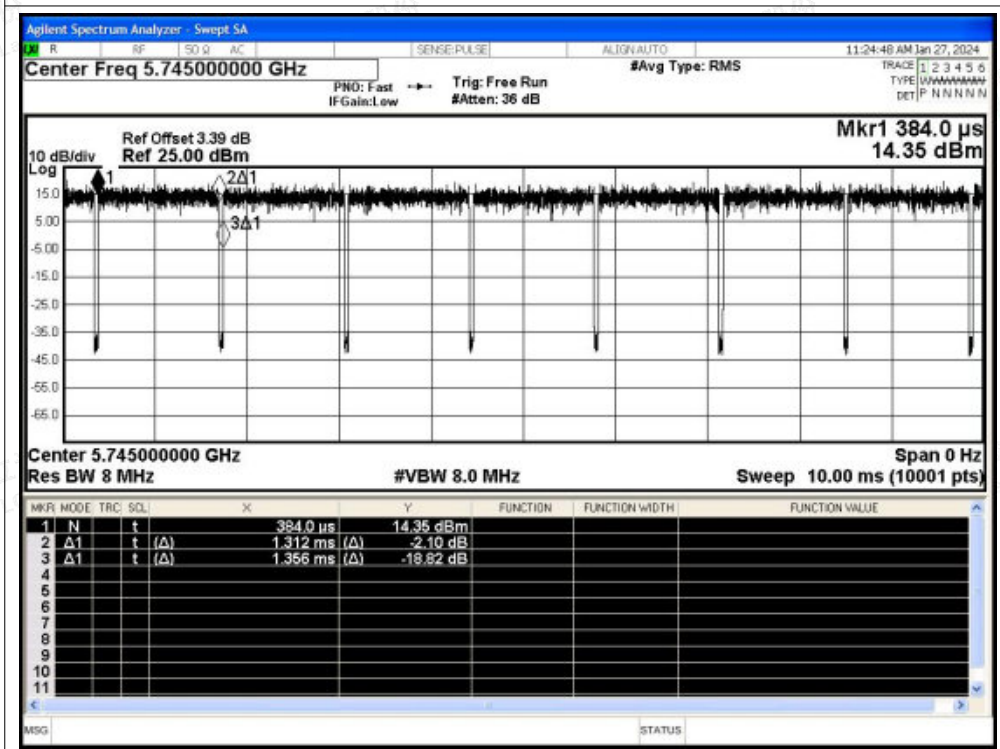 Agilent Spectrum Analyzer - Swept SA
LXI R RF 50 Ω AC SENSE:PULSE ALIGNAUTO 11:24:48 AM Jan 27, 2024
Center Freq 5.745000000 GHz #Avg Type: RMS TRACE 1 2 3 4 5 6
PNO: Fast Trig: Free Run TYPE WWWWWW
IFGain:Low #Atten: 36 dB DET P N N N N N
Mkr1 384.0 µs
Ref Offset 3.39 dB
10 dB/div Ref 25.00 dBm 14.35 dBm
Log
1 2Δ1
15.0
3Δ1
5.00
-5.00
-15.0
-25.0
-35.0
-45.0
-55.0
-65.0
Center 5.745000000 GHz Span 0 Hz
Res BW 8 MHz #VBW 8.0 MHz Sweep 10.00 ms (10001 pts)
MKR MODE TRC SCL X Y FUNCTION FUNCTION WIDTH FUNCTION VALUE
1 N t 384.0 µs 14.35 dBm
2 Δ1 t (Δ) 1.312 ms (Δ) -2.10 dB
3 Δ1 t (Δ) 1.356 ms (Δ) -18.82 dB
4
5
6
7
8
9
10
11
MSG STATUS